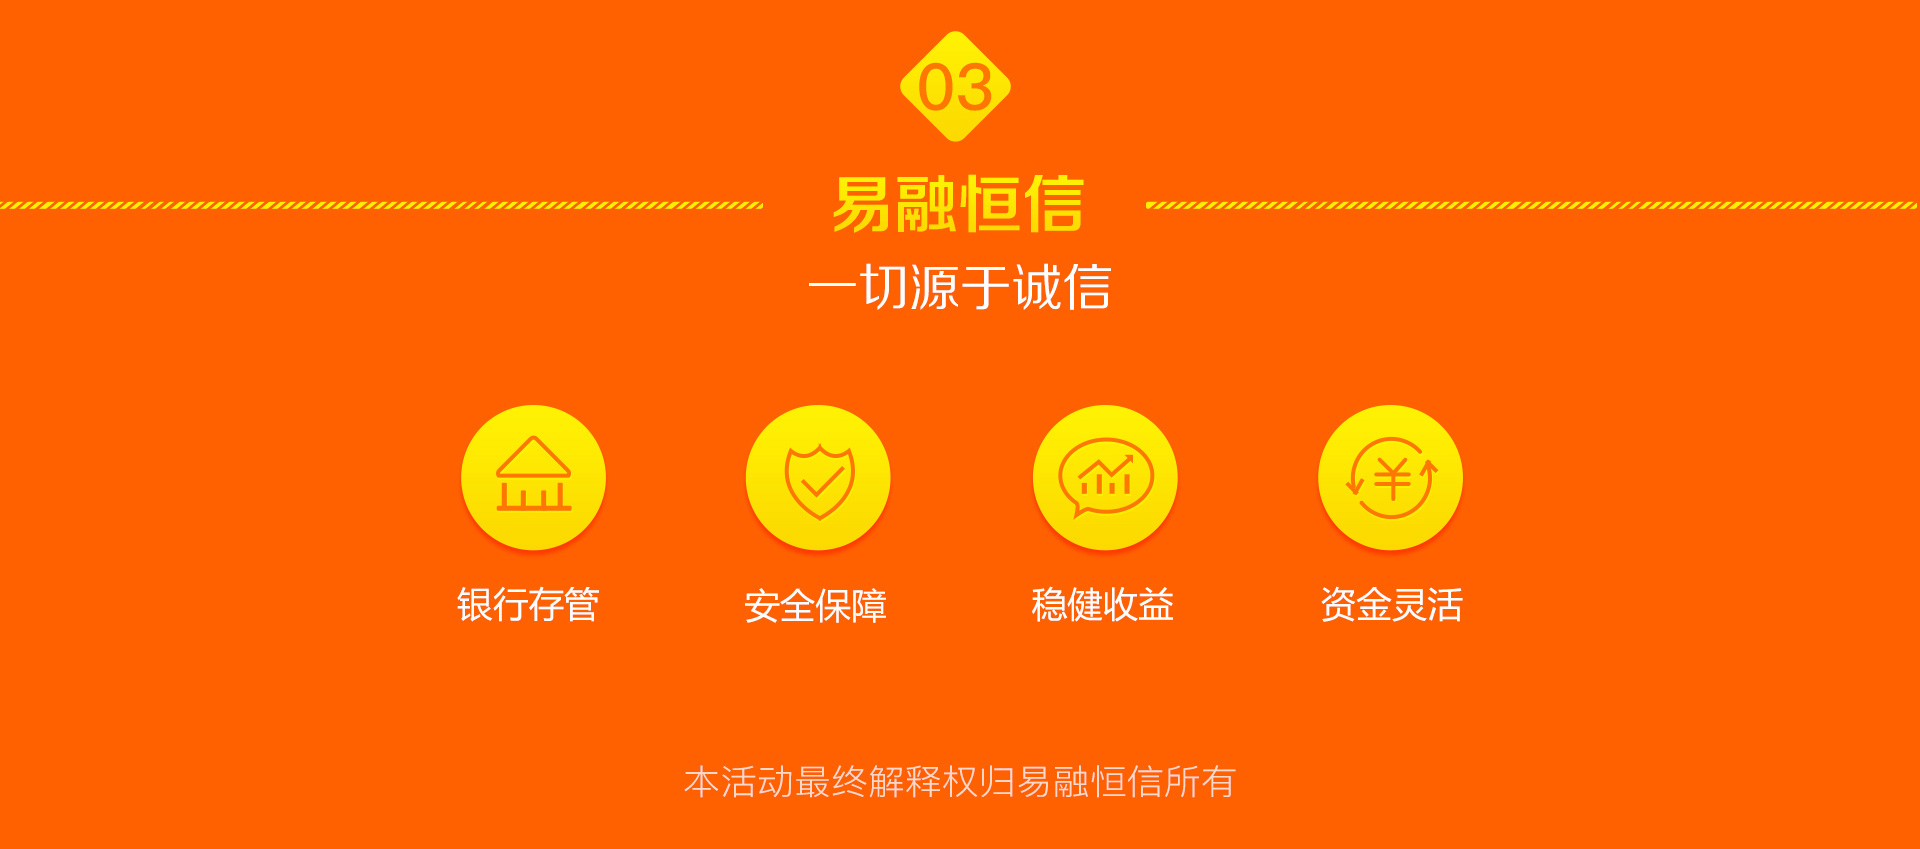 03
易融恒信
一切源于诚信
银行存管 安全保障 稳健收益 资金灵活
本活动最终解释权归易融恒信所有